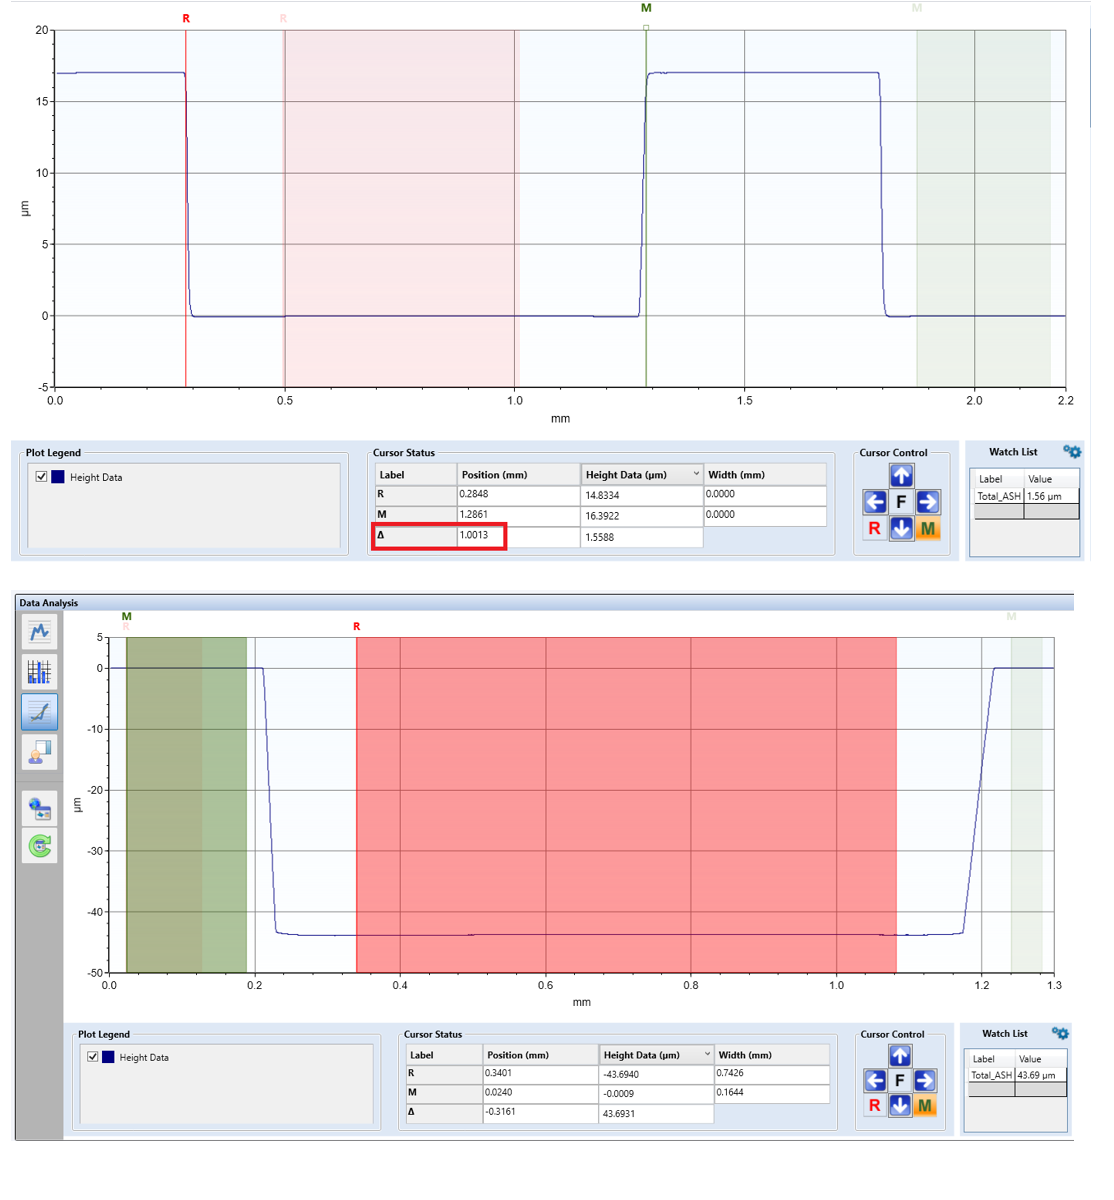 R R M M
20
15
10
5
0
-5
µm
0.0 0.5 1.0 1.5 2.0 2.2
mm
Plot Legend
Height Data
Cursor Status
Label Position (mm) Height Data (µm) Width (mm)
R 0.2848 14.8334 0.0000
M 1.2861 16.3922 0.0000
Δ 1.0013 1.5588
Cursor Control
F
R M
Watch List
Label Value
Total_ASH 1.56 µm
Data Analysis
M R M
R
5
0
-10
-20
-30
-40
-50
µm
0.0 0.2 0.4 0.6 0.8 1.0 1.2 1.3
mm
Plot Legend
Height Data
Cursor Status
Label Position (mm) Height Data (µm) Width (mm)
R 0.3401 -43.6940 0.7426
M 0.0240 -0.0009 0.1644
Δ -0.3161 43.6931
Cursor Control
F
R M
Watch List
Label Value
Total_ASH 43.69 µm